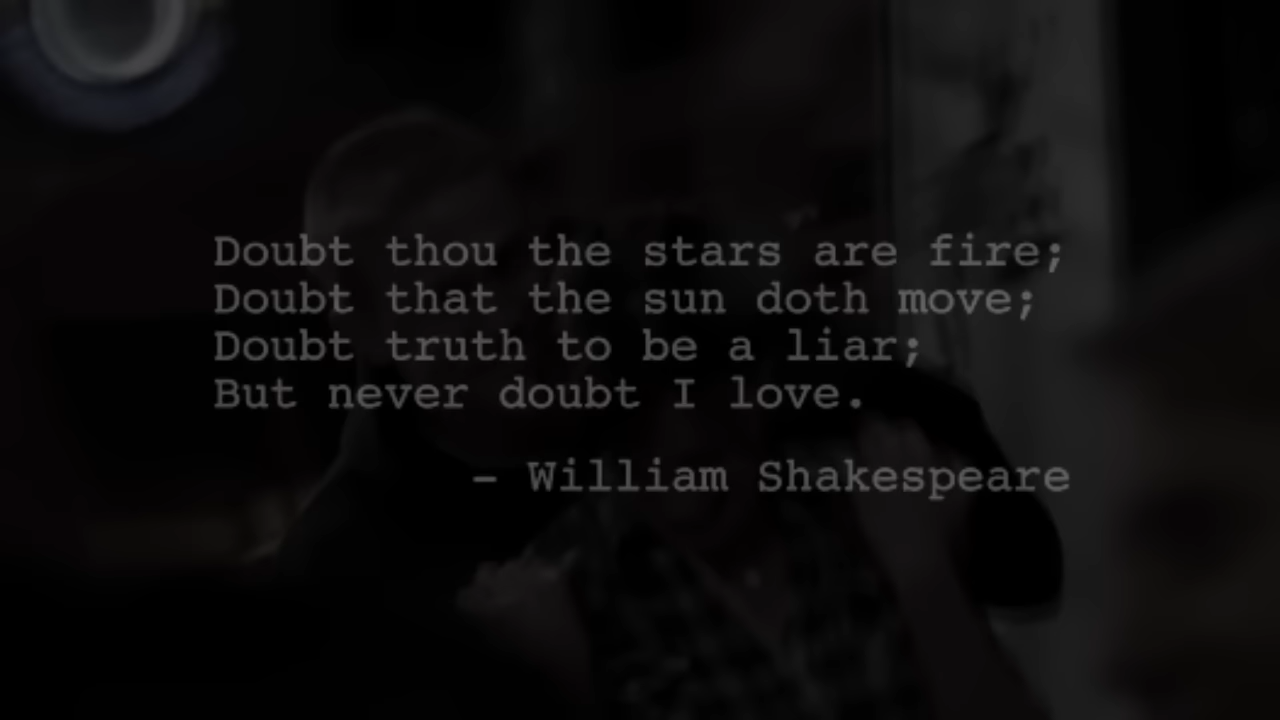 Doubt thou the stars are fire;
Doubt that the sun doth move;
Doubt truth to be a liar;
But never doubt I love.
– William Shakespeare